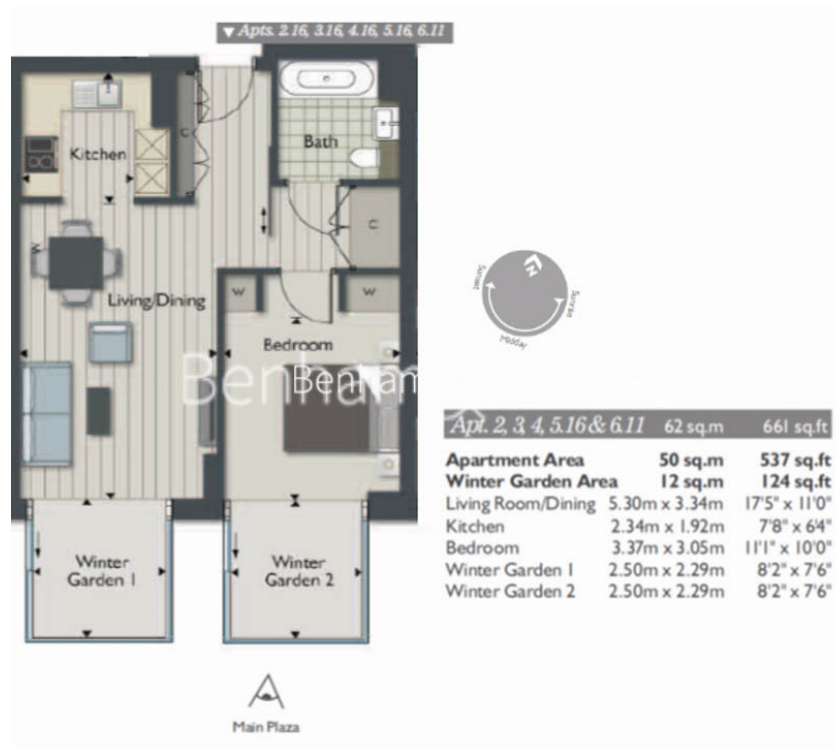 ▼ Apts. 2.16, 3.16, 4.16, 5.16, 6.11
Kitchen
C
Bath
C
Living/Dining
W
W
Bedroom
Benham
Benham
Winter
Garden 1
Winter
Garden 2
Main Plaza
N
Sunset
Sunrise
Midday
Apt. 2, 3, 4, 5.16 & 6.11 62 sq.m 661 sq.ft
Apartment Area 50 sq.m 537 sq.ft
Winter Garden Area 12 sq.m 124 sq.ft
Living Room/Dining 5.30m x 3.34m 17'5" x 11'0"
Kitchen 2.34m x 1.92m 7'8" x 6'4"
Bedroom 3.37m x 3.05m 11'1" x 10'0"
Winter Garden 1 2.50m x 2.29m 8'2" x 7'6"
Winter Garden 2 2.50m x 2.29m 8'2" x 7'6"